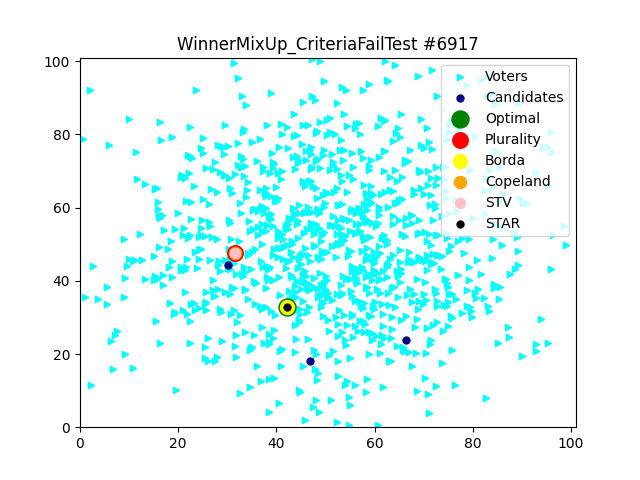 WinnerMixUp_CriteriaFailTest #6917
100
80
60
40
20
0
0
20
40
60
80
100
Voters
Candidates
Optimal
Plurality
Borda
Copeland
STV
STAR